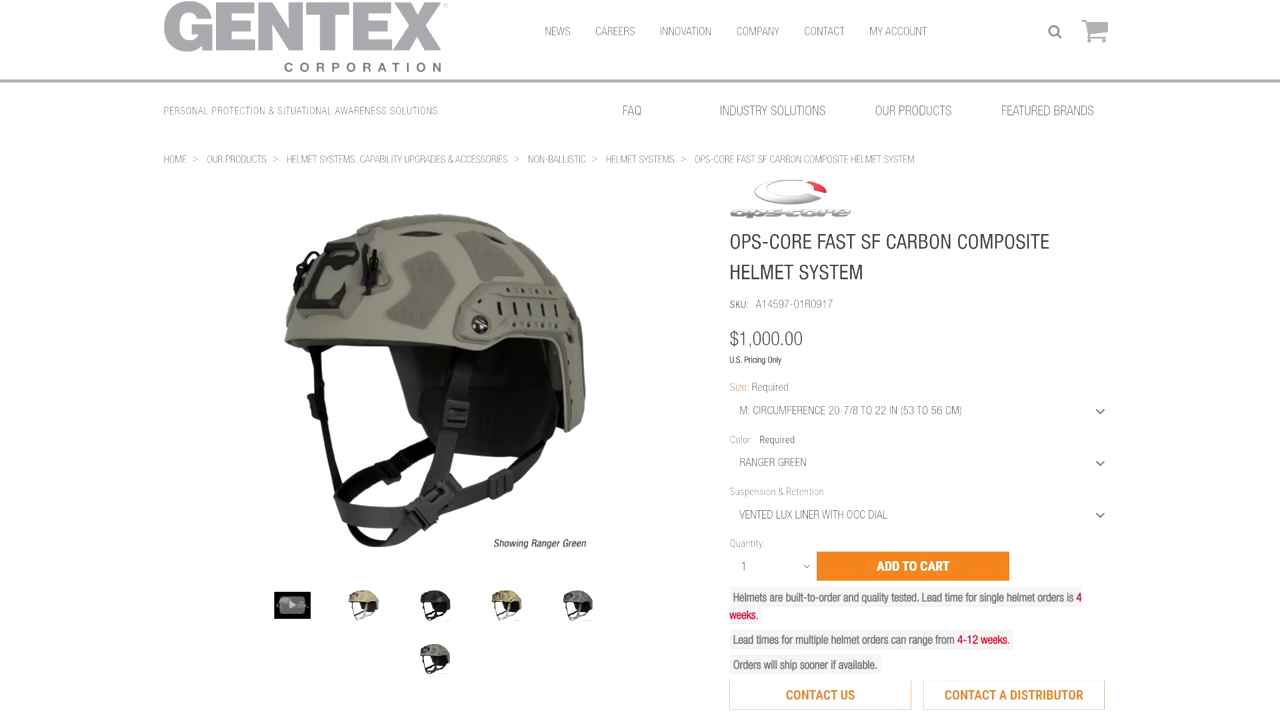 GENTEX
CORPORATION
NEWS CAREERS INNOVATION COMPANY CONTACT MY ACCOUNT
PERSONAL PROTECTION & SITUATIONAL AWARENESS SOLUTIONS
FAQ INDUSTRY SOLUTIONS OUR PRODUCTS FEATURED BRANDS
HOME > OUR PRODUCTS > HELMET SYSTEMS, CAPABILITY UPGRADES & ACCESSORIES > NON-BALLISTIC > HELMET SYSTEMS > OPS-CORE FAST SF CARBON COMPOSITE HELMET SYSTEM
opscore
OPS-CORE FAST SF CARBON COMPOSITE
HELMET SYSTEM
SKU: A14597-01R0917
$1,000.00
U.S. Pricing Only
Size: Required
M: CIRCUMFERENCE 20-7/8 TO 22 IN (53 TO 56 CM)
Color: Required
RANGER GREEN
Suspension & Retention
VENTED LUX LINER WITH OCC DIAL
Quantity:
1 ADD TO CART
Helmets are built-to-order and quality tested. Lead time for single helmet orders is 4
weeks.
Lead times for multiple helmet orders can range from 4-12 weeks.
Orders will ship sooner if available.
CONTACT US CONTACT A DISTRIBUTOR
Showing Ranger Green